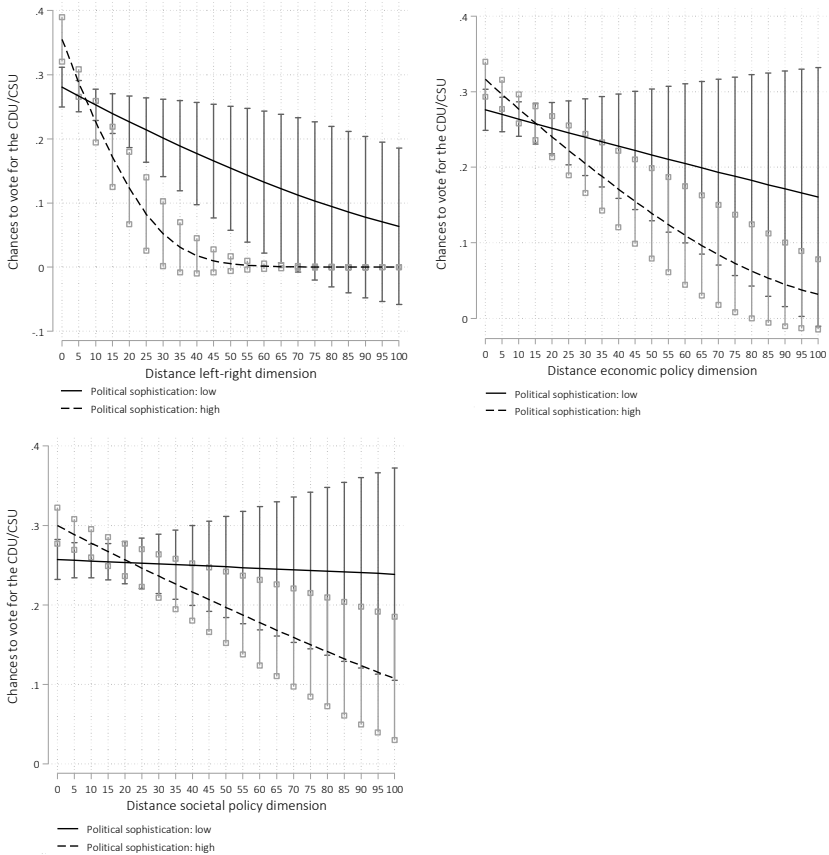 Chances to vote for the CDU/CSU
.4
.3
.2
.1
0
-.1
0 5 10 15 20 25 30 35 40 45 50 55 60 65 70 75 80 85 90 95 100
Distance left-right dimension
Political sophistication: low
Political sophistication: high
Chances to vote for the CDU/CSU
.4
.3
.2
.1
0
0 5 10 15 20 25 30 35 40 45 50 55 60 65 70 75 80 85 90 95 100
Distance economic policy dimension
Political sophistication: low
Political sophistication: high
Chances to vote for the CDU/CSU
.4
.3
.2
.1
0
0 5 10 15 20 25 30 35 40 45 50 55 60 65 70 75 80 85 90 95 100
Distance societal policy dimension
Political sophistication: low
Political sophistication: high